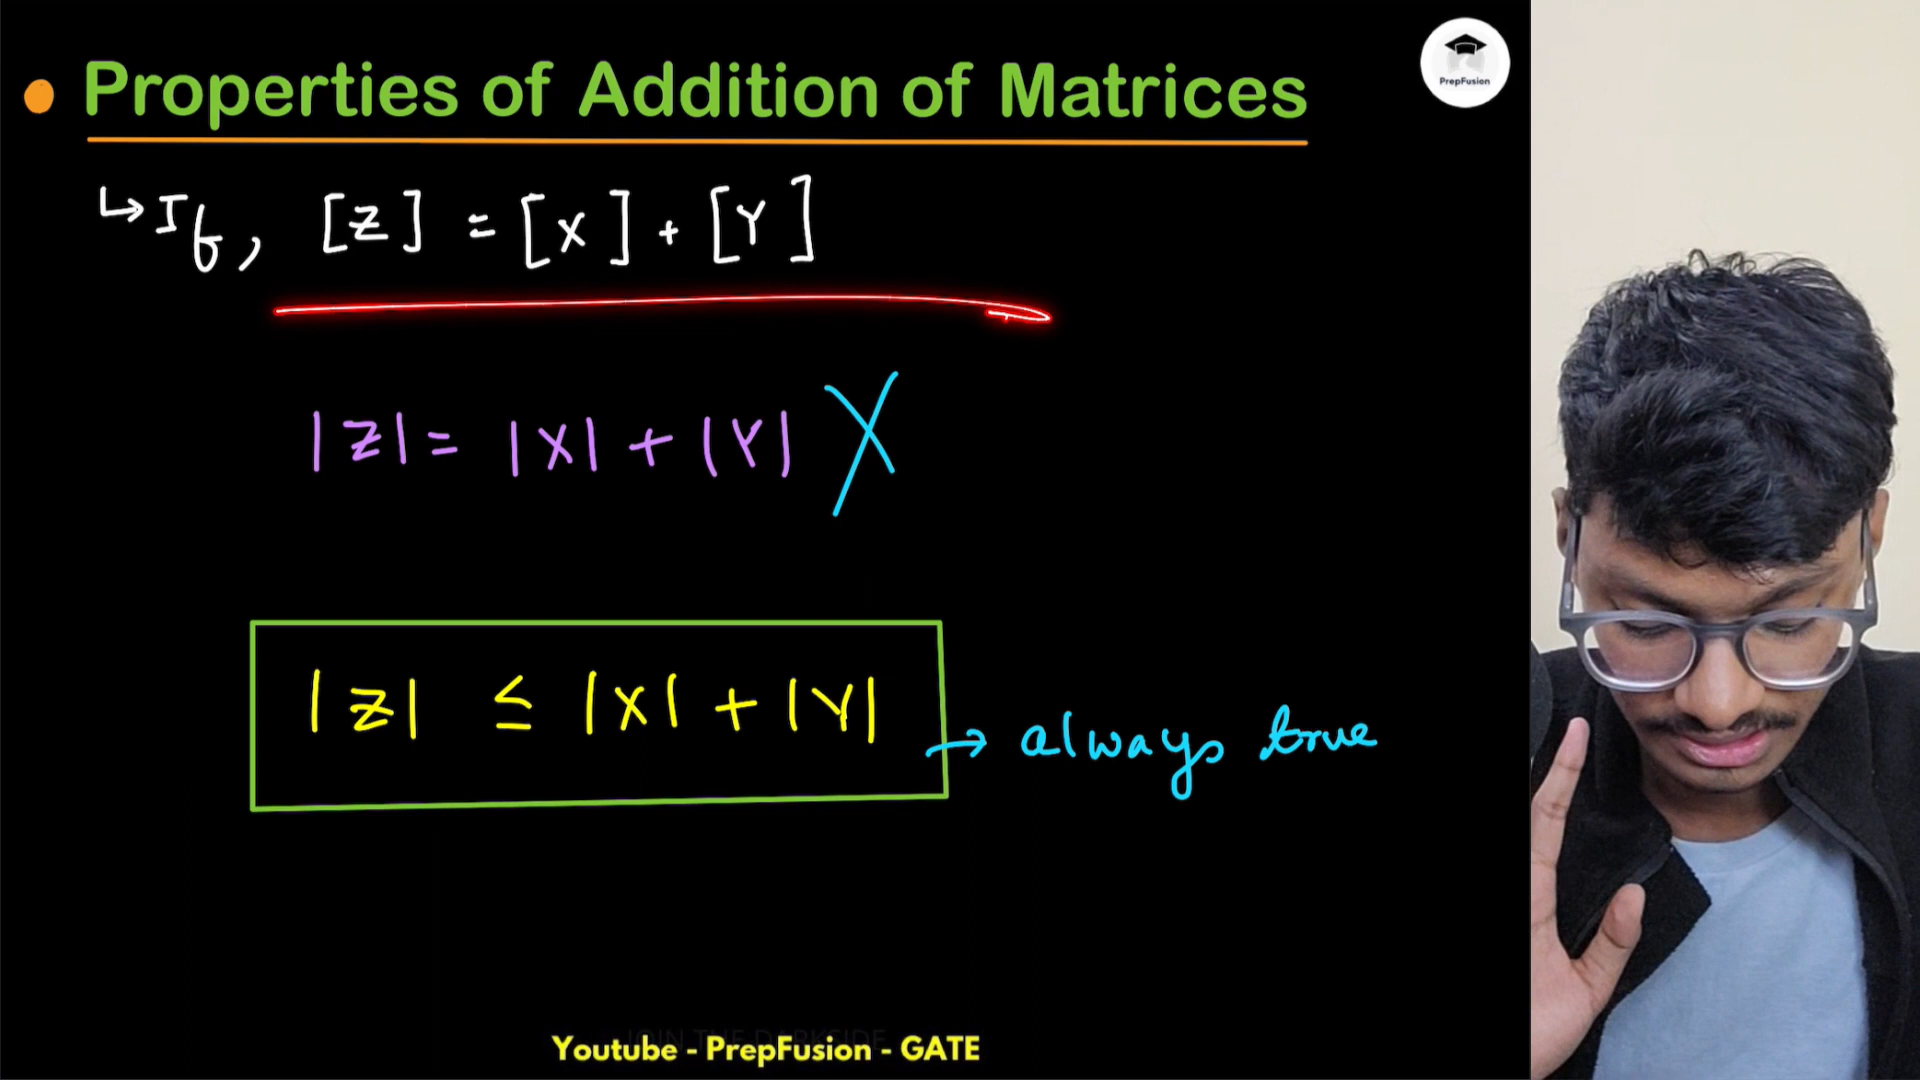 Properties of Addition of Matrices
PrepFusion
↳ If, [Z] = [X] + [Y]
|Z| = |X| + |Y| X
|Z| ≤ |X| + |Y| → always true
Youtube - PrepFusion - GATE